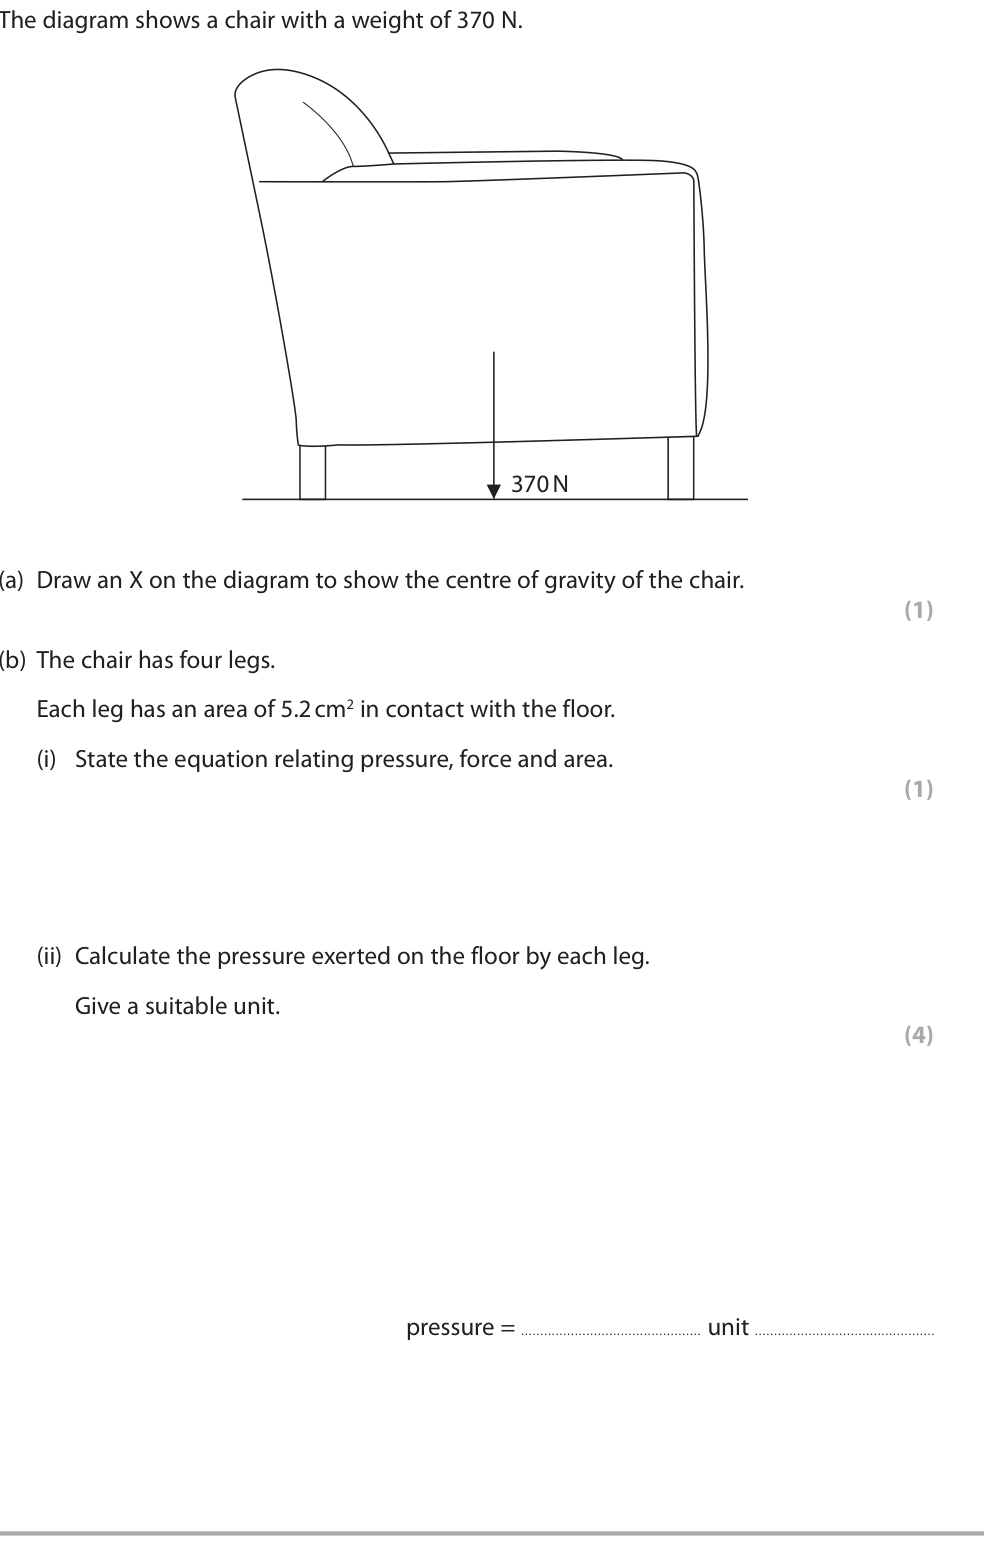 The diagram shows a chair with a weight of 370 N.
370 N
(a) Draw an X on the diagram to show the centre of gravity of the chair.
(1)
(b) The chair has four legs.
Each leg has an area of 5.2 cm² in contact with the floor.
(i) State the equation relating pressure, force and area.
(1)
(ii) Calculate the pressure exerted on the floor by each leg.
Give a suitable unit.
(4)
pressure = ............................................... unit ...............................................